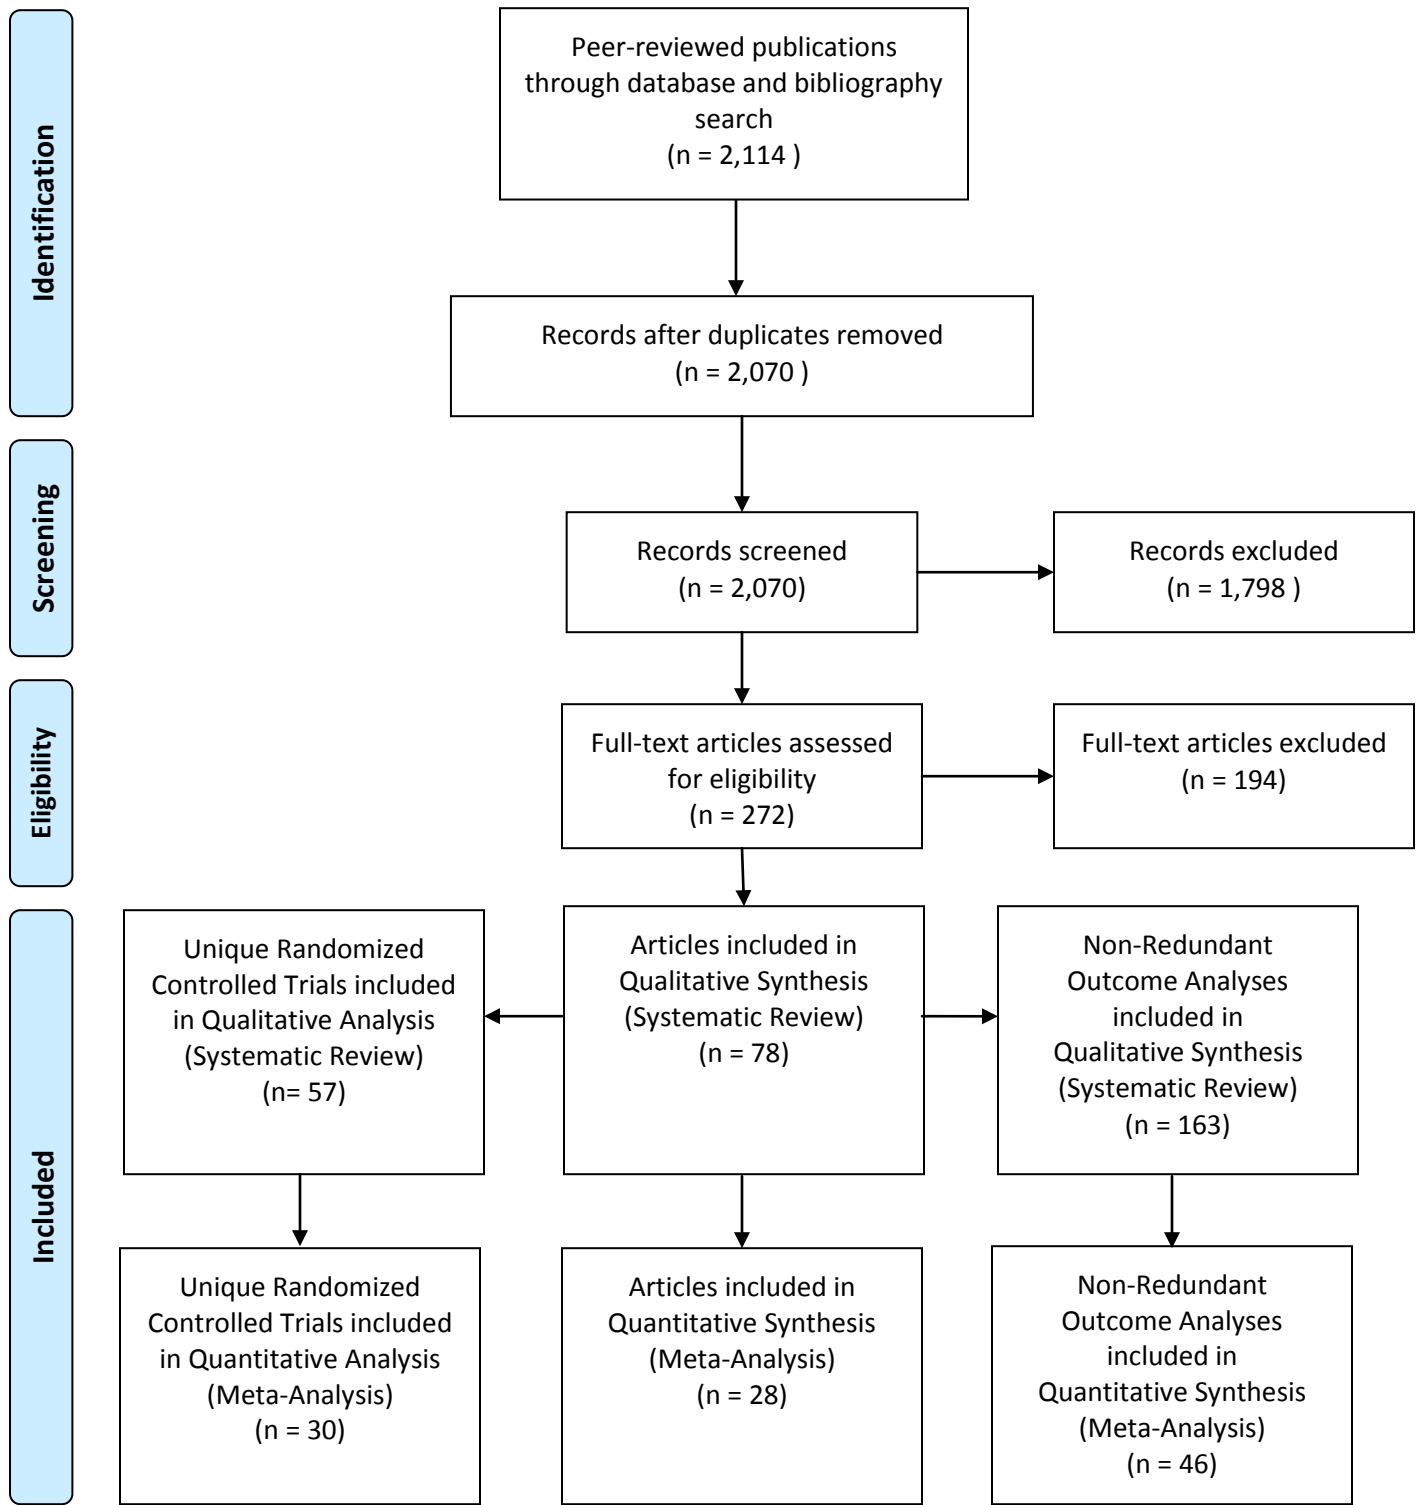 Identification
Peer-reviewed publications
through database and bibliography
search
(n = 2,114 )
Records after duplicates removed
(n = 2,070 )
Screening
Records screened
(n = 2,070)
Records excluded
(n = 1,798 )
Eligibility
Full-text articles assessed
for eligibility
(n = 272)
Full-text articles excluded
(n = 194)
Included
Unique Randomized
Controlled Trials included
in Qualitative Analysis
(Systematic Review)
(n= 57)
Articles included in
Qualitative Synthesis
(Systematic Review)
(n = 78)
Non-Redundant
Outcome Analyses
included in
Qualitative Synthesis
(Systematic Review)
(n = 163)
Unique Randomized
Controlled Trials included
in Quantitative Analysis
(Meta-Analysis)
(n = 30)
Articles included in
Quantitative Synthesis
(Meta-Analysis)
(n = 28)
Non-Redundant
Outcome Analyses
included in
Quantitative Synthesis
(Meta-Analysis)
(n = 46)